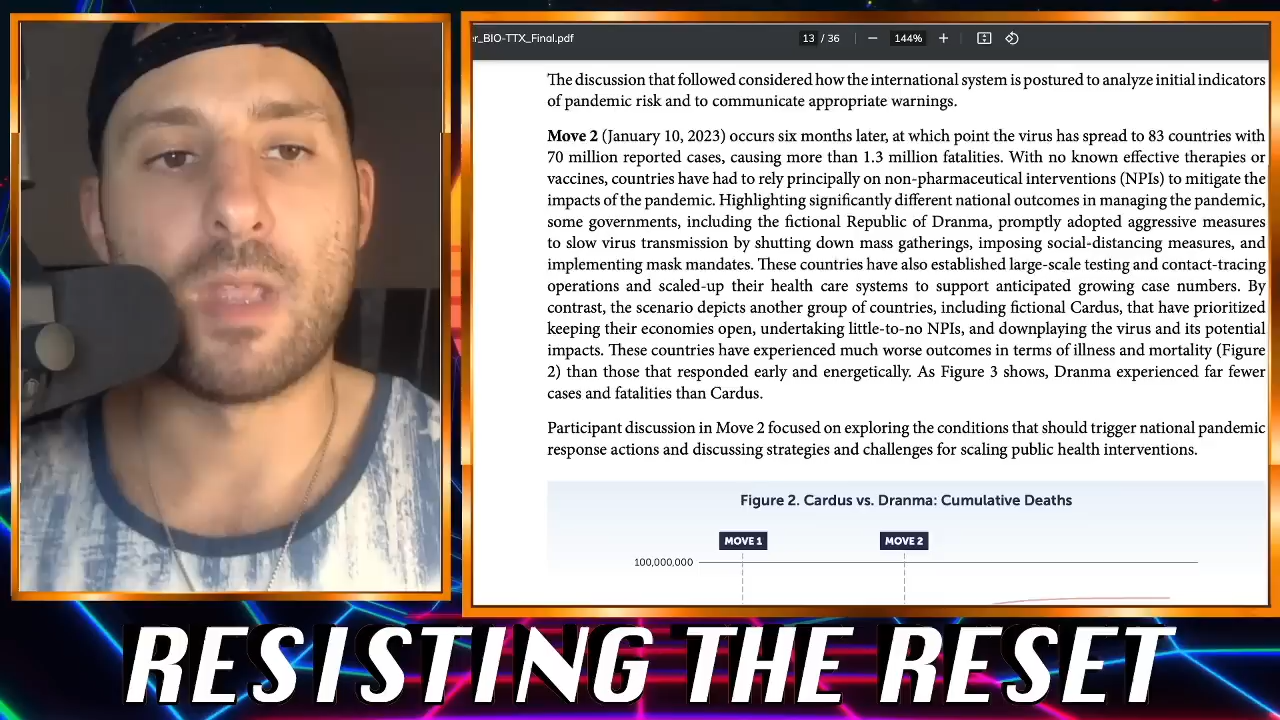 r_BIO-TTX_Final.pdf
13 / 36
144%
The discussion that followed considered how the international system is postured to analyze initial indicators
of pandemic risk and to communicate appropriate warnings.
Move 2 (January 10, 2023) occurs six months later, at which point the virus has spread to 83 countries with
70 million reported cases, causing more than 1.3 million fatalities. With no known effective therapies or
vaccines, countries have had to rely principally on non-pharmaceutical interventions (NPIs) to mitigate the
impacts of the pandemic. Highlighting significantly different national outcomes in managing the pandemic,
some governments, including the fictional Republic of Dranma, promptly adopted aggressive measures
to slow virus transmission by shutting down mass gatherings, imposing social-distancing measures, and
implementing mask mandates. These countries have also established large-scale testing and contact-tracing
operations and scaled-up their health care systems to support anticipated growing case numbers. By
contrast, the scenario depicts another group of countries, including fictional Cardus, that have prioritized
keeping their economies open, undertaking little-to-no NPIs, and downplaying the virus and its potential
impacts. These countries have experienced much worse outcomes in terms of illness and mortality (Figure
2) than those that responded early and energetically. As Figure 3 shows, Dranma experienced far fewer
cases and fatalities than Cardus.
Participant discussion in Move 2 focused on exploring the conditions that should trigger national pandemic
response actions and discussing strategies and challenges for scaling public health interventions.
Figure 2. Cardus vs. Dranma: Cumulative Deaths
MOVE 1
MOVE 2
100,000,000
RESISTING THE RESET